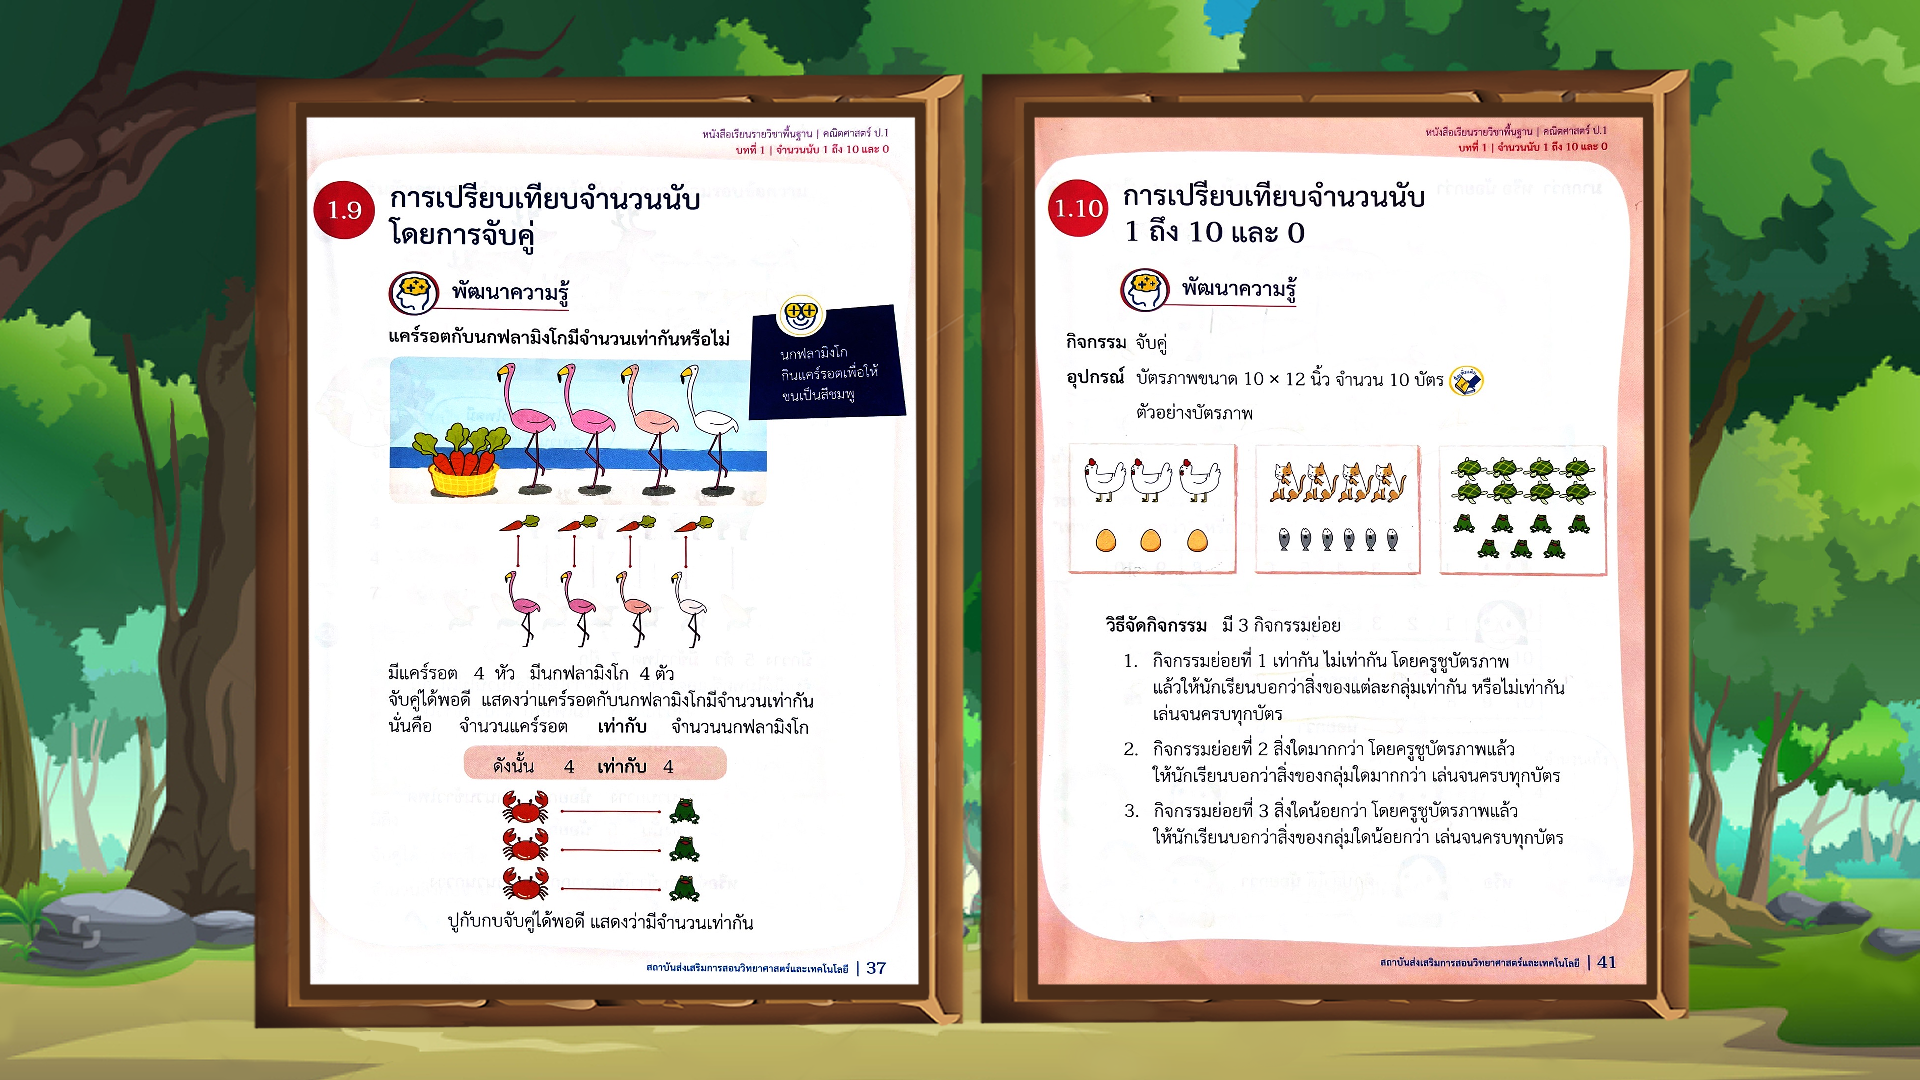 หนังสือเรียนรายวิชาพื้นฐาน | คณิตศาสตร์ ป.1
บทที่ 1 | จำนวนนับ 1 ถึง 10 และ 0
1.9
การเปรียบเทียบจำนวนนับ
โดยการจับคู่
พัฒนาความรู้
แคร์รอตกับนกฟลามิงโกมีจำนวนเท่ากันหรือไม่
นกฟลามิงโก
กินแคร์รอตเพื่อให้
ขนเป็นสีชมพู
มีแคร์รอต 4 หัว มีนกฟลามิงโก 4 ตัว
จับคู่ได้พอดี แสดงว่าแคร์รอตกับนกฟลามิงโกมีจำนวนเท่ากัน
นั่นคือ จำนวนแคร์รอต เท่ากับ จำนวนนกฟลามิงโก
ดังนั้น 4 เท่ากับ 4
ปูกับกบจับคู่ได้พอดี แสดงว่ามีจำนวนเท่ากัน
สถาบันส่งเสริมการสอนวิทยาศาสตร์และเทคโนโลยี | 37
หนังสือเรียนรายวิชาพื้นฐาน | คณิตศาสตร์ ป.1
บทที่ 1 | จำนวนนับ 1 ถึง 10 และ 0
1.10
การเปรียบเทียบจำนวนนับ
1 ถึง 10 และ 0
พัฒนาความรู้
กิจกรรม จับคู่
อุปกรณ์ บัตรภาพขนาด 10 × 12 นิ้ว จำนวน 10 บัตร
ตัวอย่างบัตรภาพ
วิธีจัดกิจกรรม มี 3 กิจกรรมย่อย
1. กิจกรรมย่อยที่ 1 เท่ากัน ไม่เท่ากัน โดยครูชูบัตรภาพ
แล้วให้นักเรียนบอกว่าสิ่งของแต่ละกลุ่มเท่ากัน หรือไม่เท่ากัน
เล่นจนครบทุกบัตร
2. กิจกรรมย่อยที่ 2 สิ่งใดมากกว่า โดยครูชูบัตรภาพแล้ว
ให้นักเรียนบอกว่าสิ่งของกลุ่มใดมากกว่า เล่นจนครบทุกบัตร
3. กิจกรรมย่อยที่ 3 สิ่งใดน้อยกว่า โดยครูชูบัตรภาพแล้ว
ให้นักเรียนบอกว่าสิ่งของกลุ่มใดน้อยกว่า เล่นจนครบทุกบัตร
สถาบันส่งเสริมการสอนวิทยาศาสตร์และเทคโนโลยี | 41